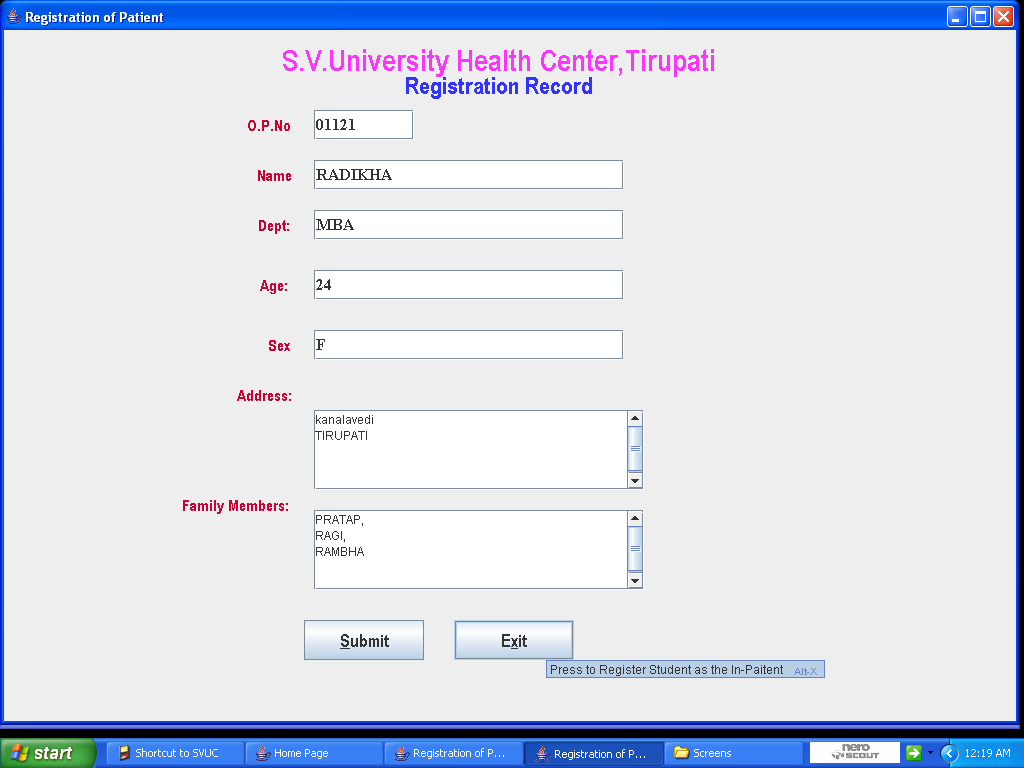 Registration of Patient
S.V.University Health Center,Tirupati
Registration Record
O.P.No 01121
Name RADIKHA
Dept: MBA
Age: 24
Sex F
Address:
kanalavedi
TIRUPATI
Family Members:
PRATAP,
RAGI,
RAMBHA
Submit Exit
Press to Register Student as the In-Paitent Alt-X
start Shortcut to SVUC Home Page Registration of P... Registration of P... Screens nero SCOUT 12:19 AM